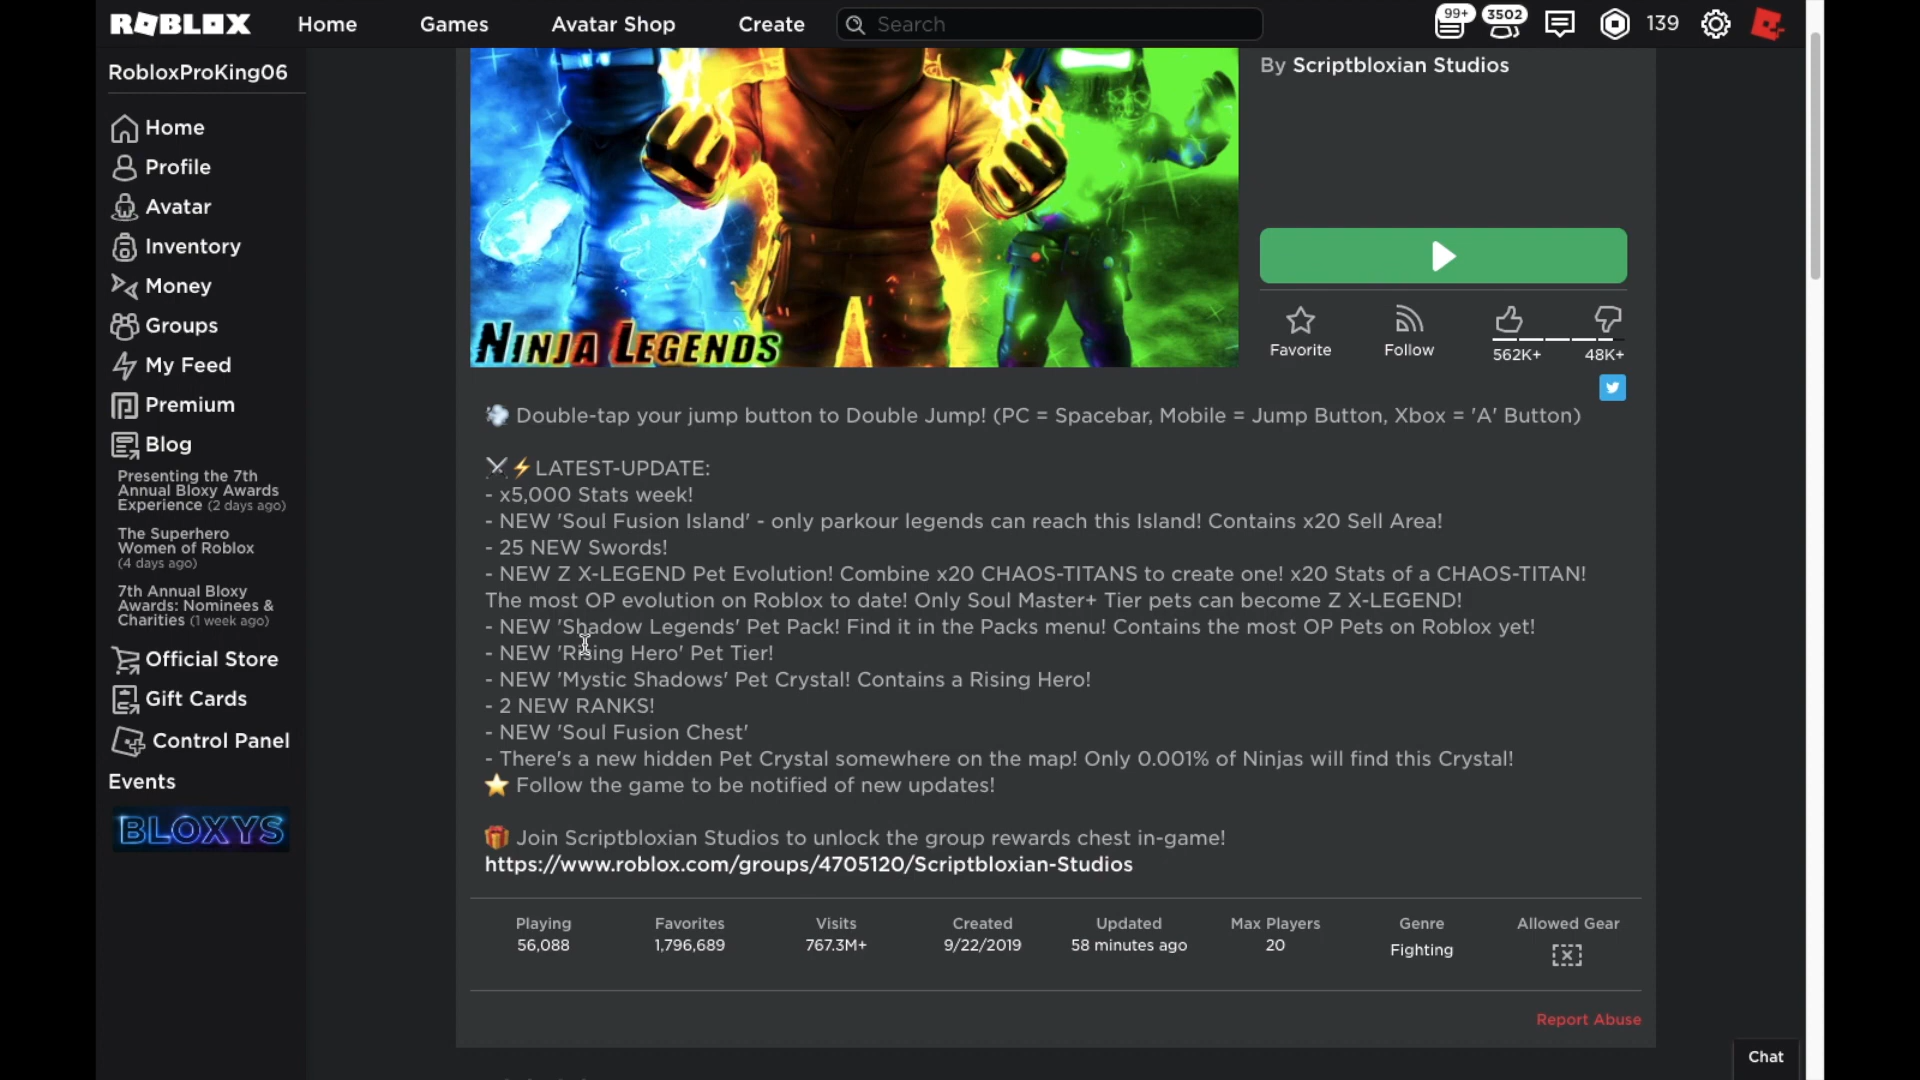 ROBLOX
Home
Games
Avatar Shop
Create
Search
99+
3502
139
RobloxProKing06
Home
Profile
Avatar
Inventory
Money
Groups
My Feed
Premium
Blog
Presenting the 7th
Annual Bloxy Awards
Experience (2 days ago)
The Superhero
Women of Roblox
(4 days ago)
7th Annual Bloxy
Awards: Nominees &
Charities (1 week ago)
Official Store
Gift Cards
Control Panel
Events
BLOXYS
NINJA LEGENDS
By Scriptbloxian Studios
Favorite
Follow
562K+
48K+
💨 Double-tap your jump button to Double Jump! (PC = Spacebar, Mobile = Jump Button, Xbox = 'A' Button)
⚔⚡LATEST-UPDATE:
- x5,000 Stats week!
- NEW 'Soul Fusion Island' - only parkour legends can reach this Island! Contains x20 Sell Area!
- 25 NEW Swords!
- NEW Z X-LEGEND Pet Evolution! Combine x20 CHAOS-TITANS to create one! x20 Stats of a CHAOS-TITAN!
The most OP evolution on Roblox to date! Only Soul Master+ Tier pets can become Z X-LEGEND!
- NEW 'Shadow Legends' Pet Pack! Find it in the Packs menu! Contains the most OP Pets on Roblox yet!
- NEW 'Rising Hero' Pet Tier!
- NEW 'Mystic Shadows' Pet Crystal! Contains a Rising Hero!
- 2 NEW RANKS!
- NEW 'Soul Fusion Chest'
- There's a new hidden Pet Crystal somewhere on the map! Only 0.001% of Ninjas will find this Crystal!
⭐ Follow the game to be notified of new updates!
🎁 Join Scriptbloxian Studios to unlock the group rewards chest in-game!
https://www.roblox.com/groups/4705120/Scriptbloxian-Studios
Playing
56,088
Favorites
1,796,689
Visits
767.3M+
Created
9/22/2019
Updated
58 minutes ago
Max Players
20
Genre
Fighting
Allowed Gear
Report Abuse
Chat